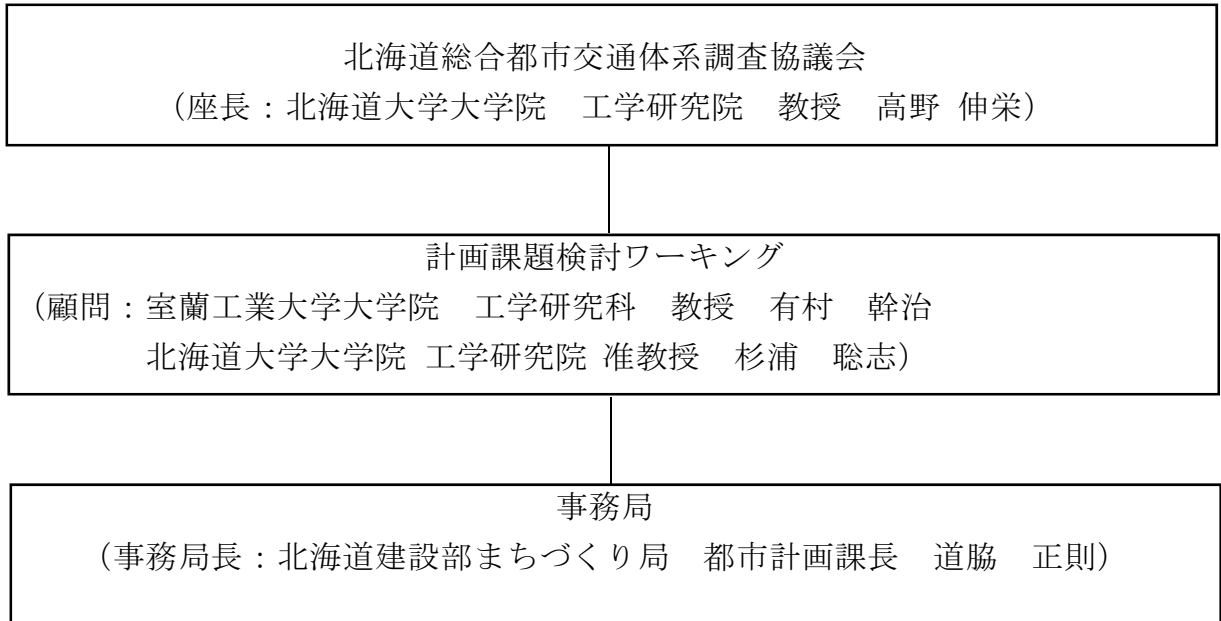 北海道総合都市交通体系調査協議会
（座長：北海道大学大学院　工学研究院　教授　高野 伸栄）
計画課題検討ワーキング
（顧問：室蘭工業大学大学院　工学研究科　教授　有村　幹治
北海道大学大学院 工学研究院 准教授　杉浦　聡志）
事務局
（事務局長：北海道建設部まちづくり局　都市計画課長　道脇　正則）